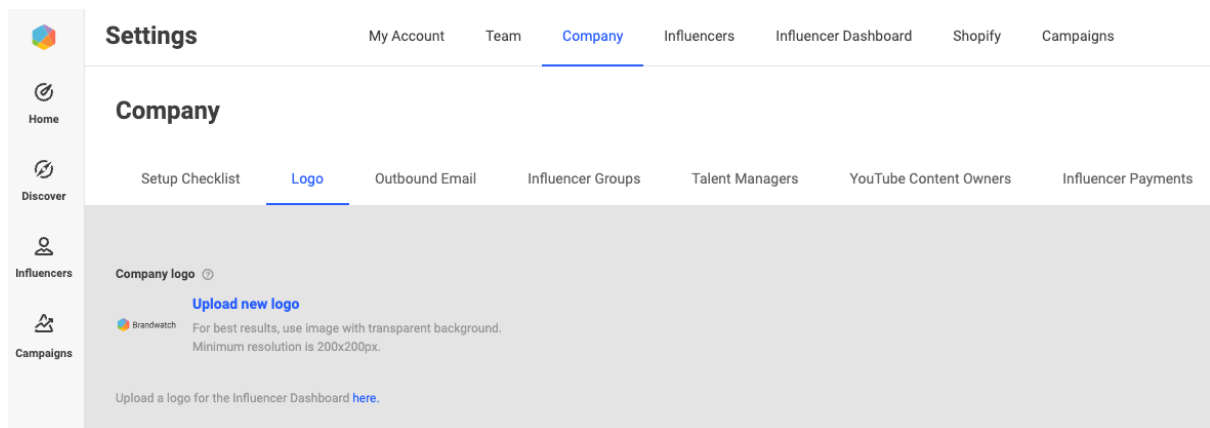 Settings My Account Team Company Influencers Influencer Dashboard Shopify Campaigns
Home
Discover
Influencers
Campaigns
Company
Setup Checklist Logo Outbound Email Influencer Groups Talent Managers YouTube Content Owners Influencer Payments
Company logo ?
Brandwatch
Upload new logo
For best results, use image with transparent background.
Minimum resolution is 200x200px.
Upload a logo for the Influencer Dashboard here.